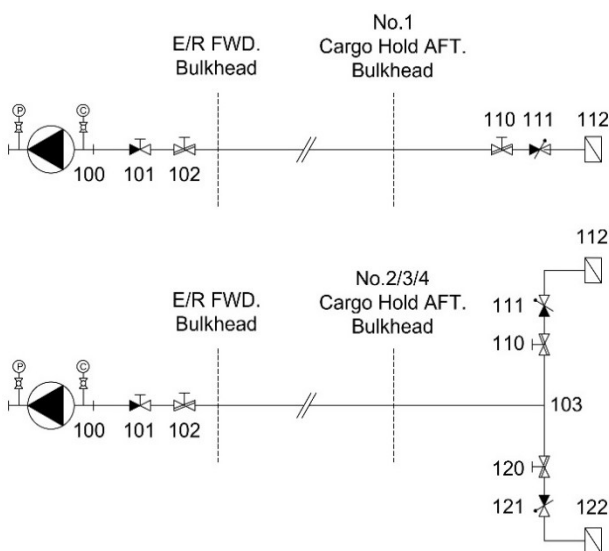 E/R FWD.
Bulkhead
No.1
Cargo Hold AFT.
Bulkhead
P
C
100
101
102
110
111
112
E/R FWD.
Bulkhead
No.2/3/4
Cargo Hold AFT.
Bulkhead
112
111
110
P
C
100
101
102
103
120
121
122